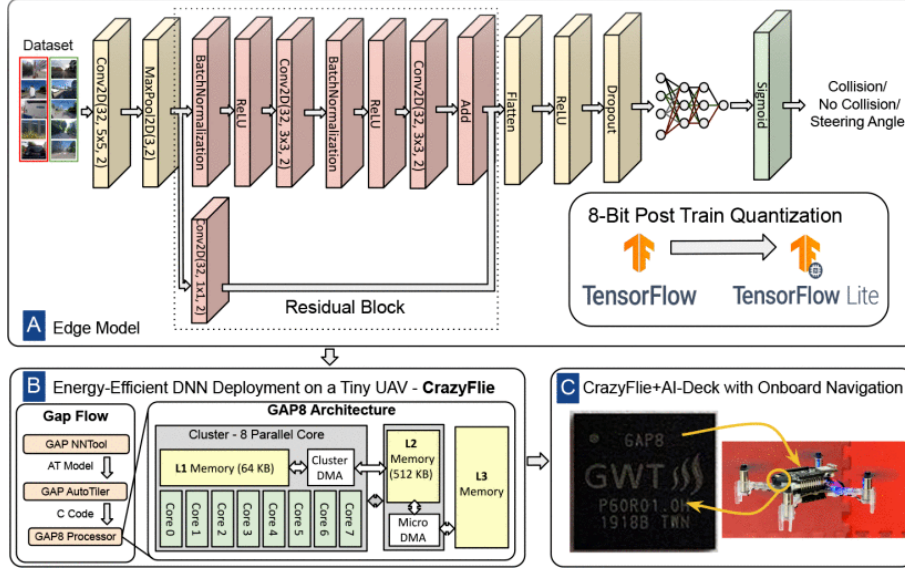 Dataset
Conv2D(32, 5x5, 2)
MaxPool2D(3,2)
BatchNormalization
ReLU
Conv2D(32, 3x3, 2)
BatchNormalization
ReLU
Conv2D(32, 3x3, 2)
Add
Flatten
ReLU
Dropout
Sigmoid
Collision/
No Collision/
Steering Angle
Conv2D(32, 1x1, 2)
Residual Block
8-Bit Post Train Quantization
TensorFlow
TensorFlow Lite
A Edge Model
B Energy-Efficient DNN Deployment on a Tiny UAV - CrazyFlie
Gap Flow
GAP NNTool
AT Model
GAP AutoTiler
C Code
GAP8 Processor
GAP8 Architecture
Cluster - 8 Parallel Core
L1 Memory (64 KB)
Cluster
DMA
Core 0
Core 1
Core 2
Core 3
Core 4
Core 5
Core 6
Core 7
L2
Memory
(512 KB)
Micro
DMA
L3
Memory
C CrazyFlie+AI-Deck with Onboard Navigation
GAP8
GWT
P60R01.0H
1918B TWN